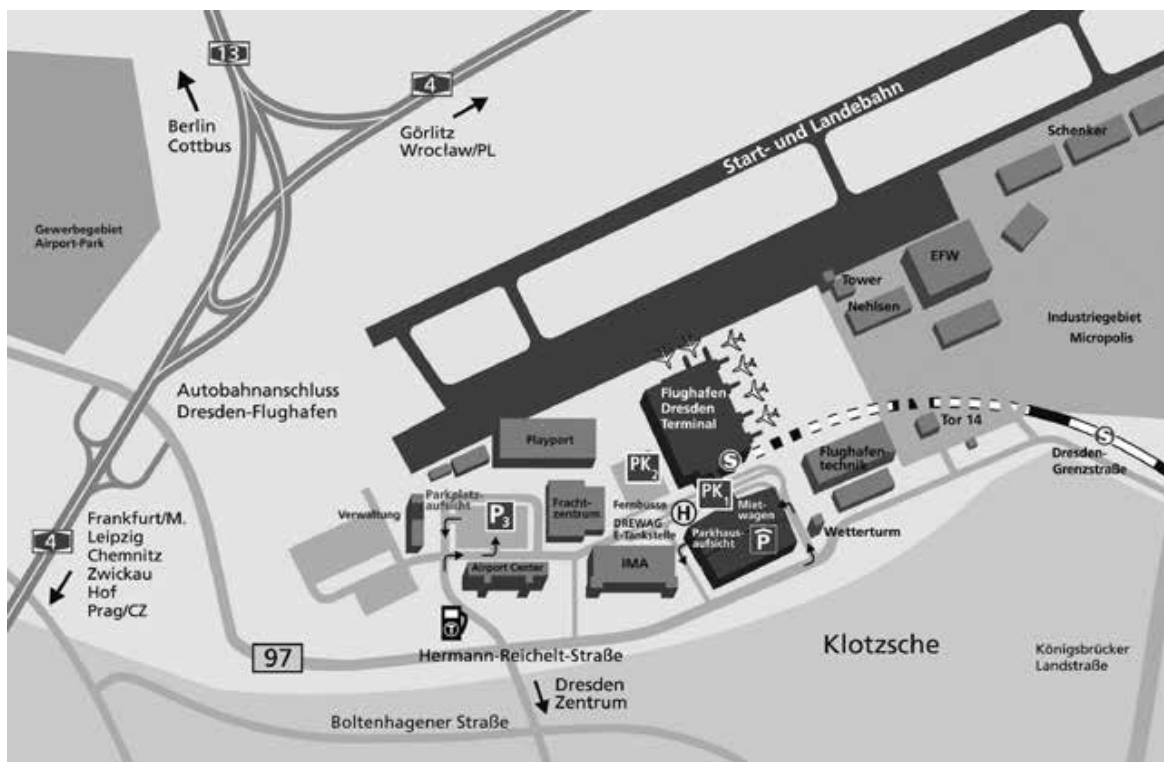 13
4
Berlin
Cottbus
Görlitz
Wrocław/PL
Start- und Landebahn
Schenker
Gewerbegebiet
Airport-Park
EFW
Tower
Nehlsen
Industriegebiet
Micropolis
Autobahnanschluss
Dresden-Flughafen
Flughafen
Dresden
Terminal
Playport
Tor 14
S
Dresden-
Grenzstraße
Flughafen-
technik
S
PK2
PK1
Parkplatz-
aufsicht
P3
Fracht-
zentrum
Fernbusse
H
Miet-
wagen
Verwaltung
DREWAG
E-Tankstelle
Parkhaus-
aufsicht
P
Wetterturm
4
Frankfurt/M.
Leipzig
Chemnitz
Zwickau
Hof
Prag/CZ
Airport Center
IMA
T
97
Hermann-Reichelt-Straße
Klotzsche
Königsbrücker
Landstraße
Dresden
Zentrum
Boltenhagener Straße